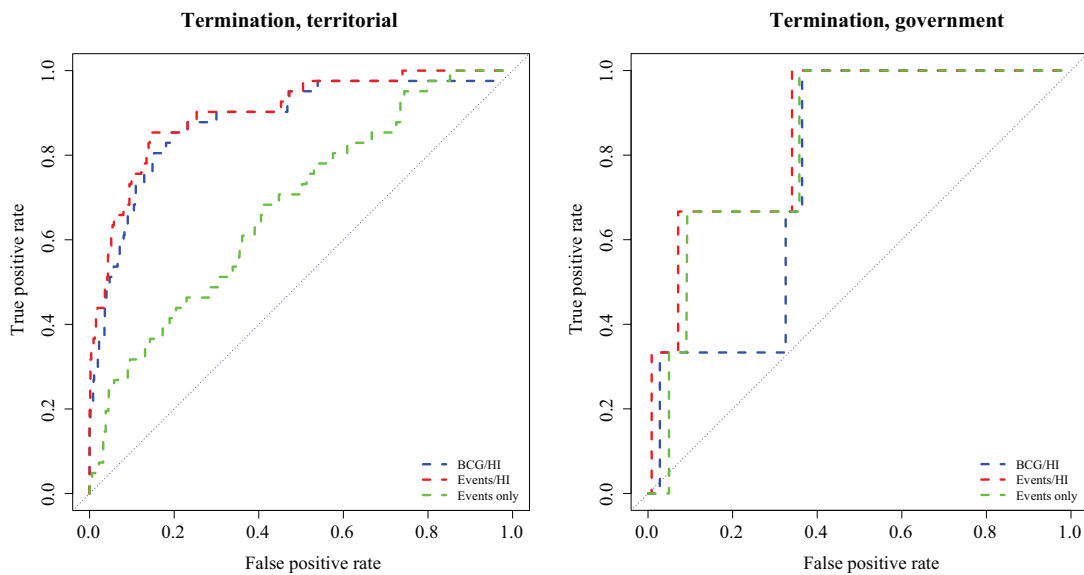 Termination, territorial
True positive rate
1.0
0.8
0.6
0.4
0.2
0.0
BCG/HI
Events/HI
Events only
0.0 0.2 0.4 0.6 0.8 1.0
False positive rate
Termination, government
True positive rate
1.0
0.8
0.6
0.4
0.2
0.0
BCG/HI
Events/HI
Events only
0.0 0.2 0.4 0.6 0.8 1.0
False positive rate